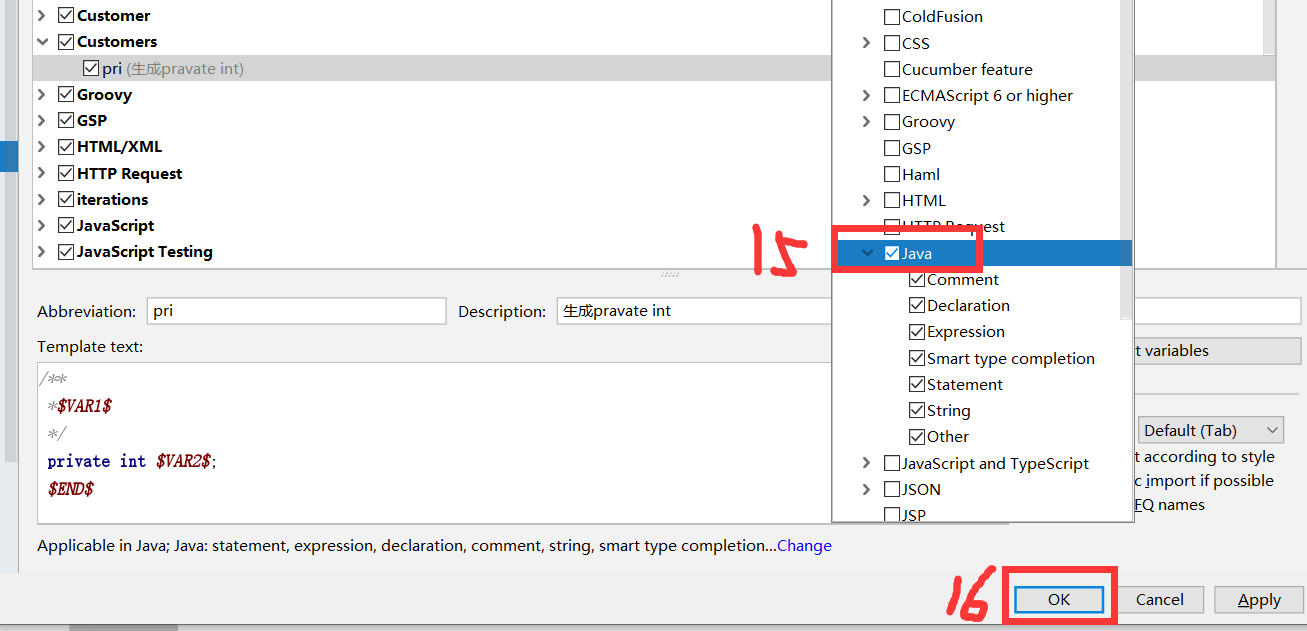 Customer
Customers
pri (生成pravate int)
Groovy
GSP
HTML/XML
HTTP Request
iterations
JavaScript
JavaScript Testing
ColdFusion
CSS
Cucumber feature
ECMAScript 6 or higher
Groovy
GSP
Haml
HTML
HTTP Request
15
Java
Comment
Declaration
Expression
Smart type completion
Statement
String
Other
JavaScript and TypeScript
JSON
JSP
Abbreviation: pri Description: 生成pravate int
t variables
Template text:
/**
*$VAR1$
*/
private int $VAR2$;
$END$
Default (Tab)
t according to style
c import if possible
FQ names
Applicable in Java; Java: statement, expression, declaration, comment, string, smart type completion...Change
16
OK Cancel Apply